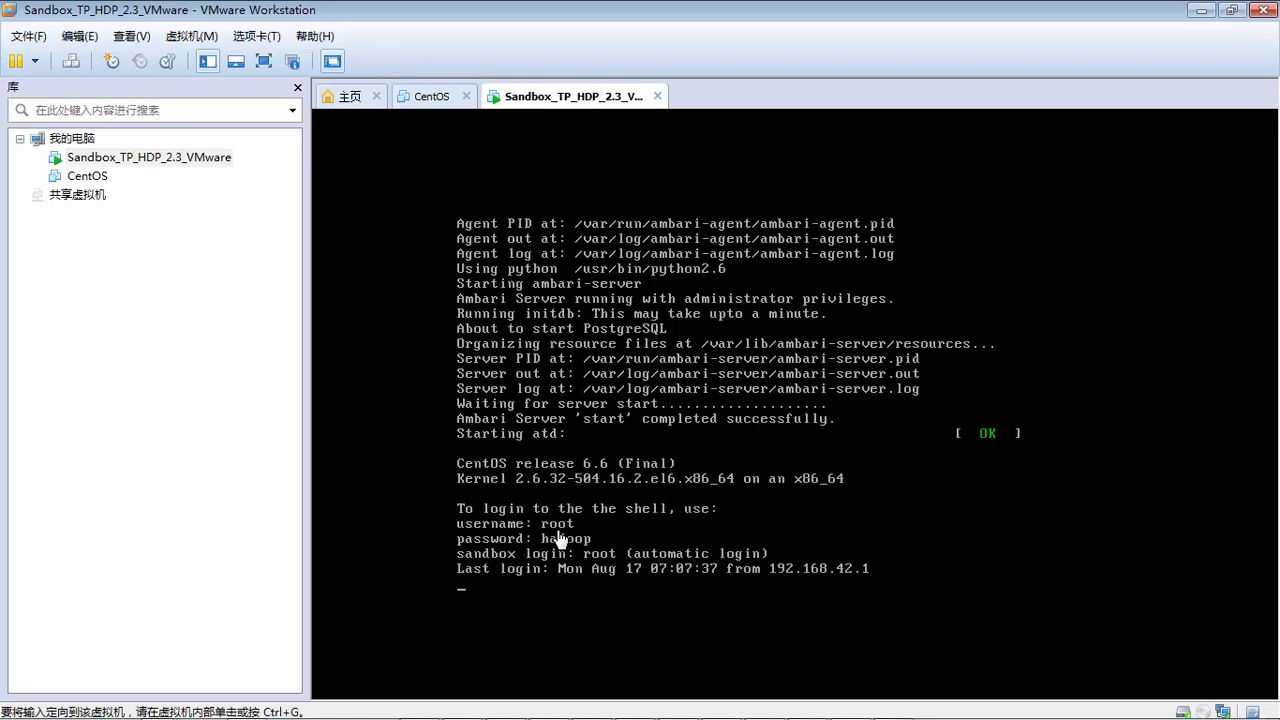 Sandbox_TP_HDP_2.3_VMware - VMware Workstation
文件(F) 编辑(E) 查看(V) 虚拟机(M) 选项卡(T) 帮助(H)
库
在此处键入内容进行搜索
我的电脑
Sandbox_TP_HDP_2.3_VMware
CentOS
共享虚拟机
主页 CentOS Sandbox_TP_HDP_2.3_V...
Agent PID at: /var/run/ambari-agent/ambari-agent.pid
Agent out at: /var/log/ambari-agent/ambari-agent.out
Agent log at: /var/log/ambari-agent/ambari-agent.log
Using python  /usr/bin/python2.6
Starting ambari-server
Ambari Server running with administrator privileges.
Running initdb: This may take upto a minute.
About to start PostgreSQL
Organizing resource files at /var/lib/ambari-server/resources...
Server PID at: /var/run/ambari-server/ambari-server.pid
Server out at: /var/log/ambari-server/ambari-server.out
Server log at: /var/log/ambari-server/ambari-server.log
Waiting for server start....................
Ambari Server 'start' completed successfully.
Starting atd: [  OK  ]
CentOS release 6.6 (Final)
Kernel 2.6.32-504.16.2.el6.x86_64 on an x86_64
To login to the the shell, use:
username: root
password: hadoop
sandbox login: root (automatic login)
Last login: Mon Aug 17 07:07:37 from 192.168.42.1
要将输入定向到该虚拟机，请在虚拟机内部单击或按 Ctrl+G。